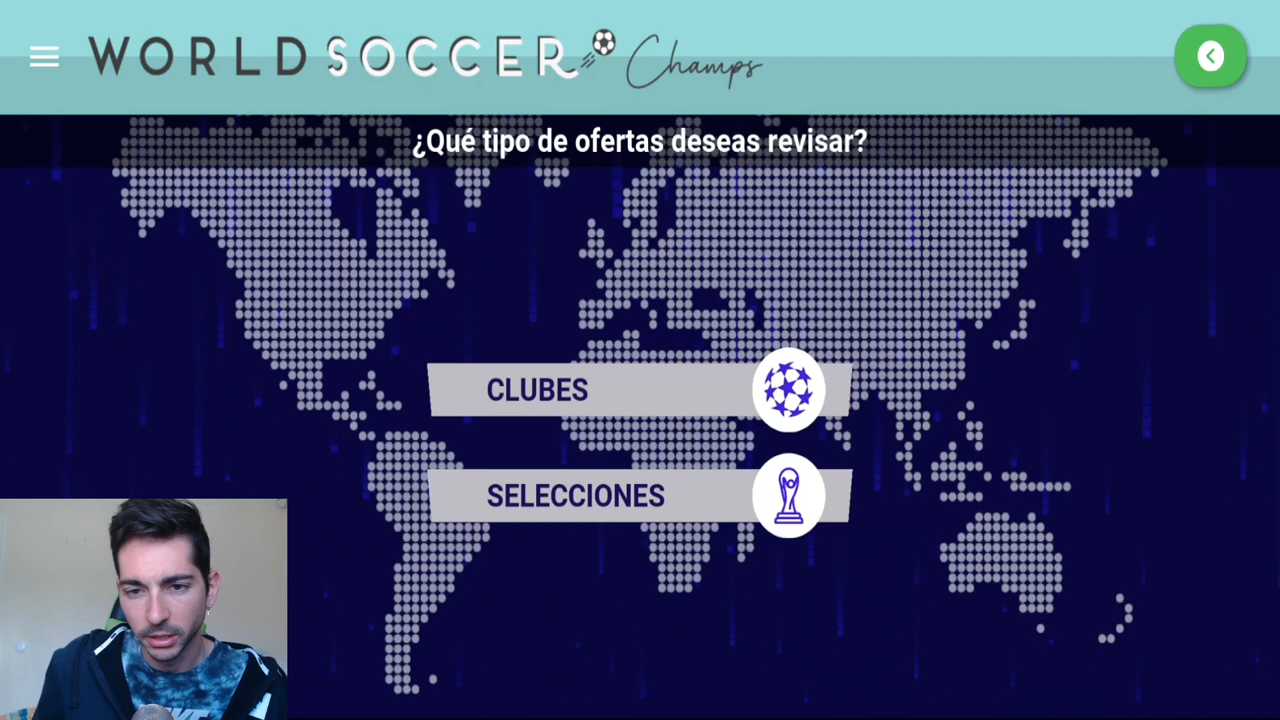 WORLD SOCCER Champs
¿Qué tipo de ofertas deseas revisar?
CLUBES
SELECCIONES